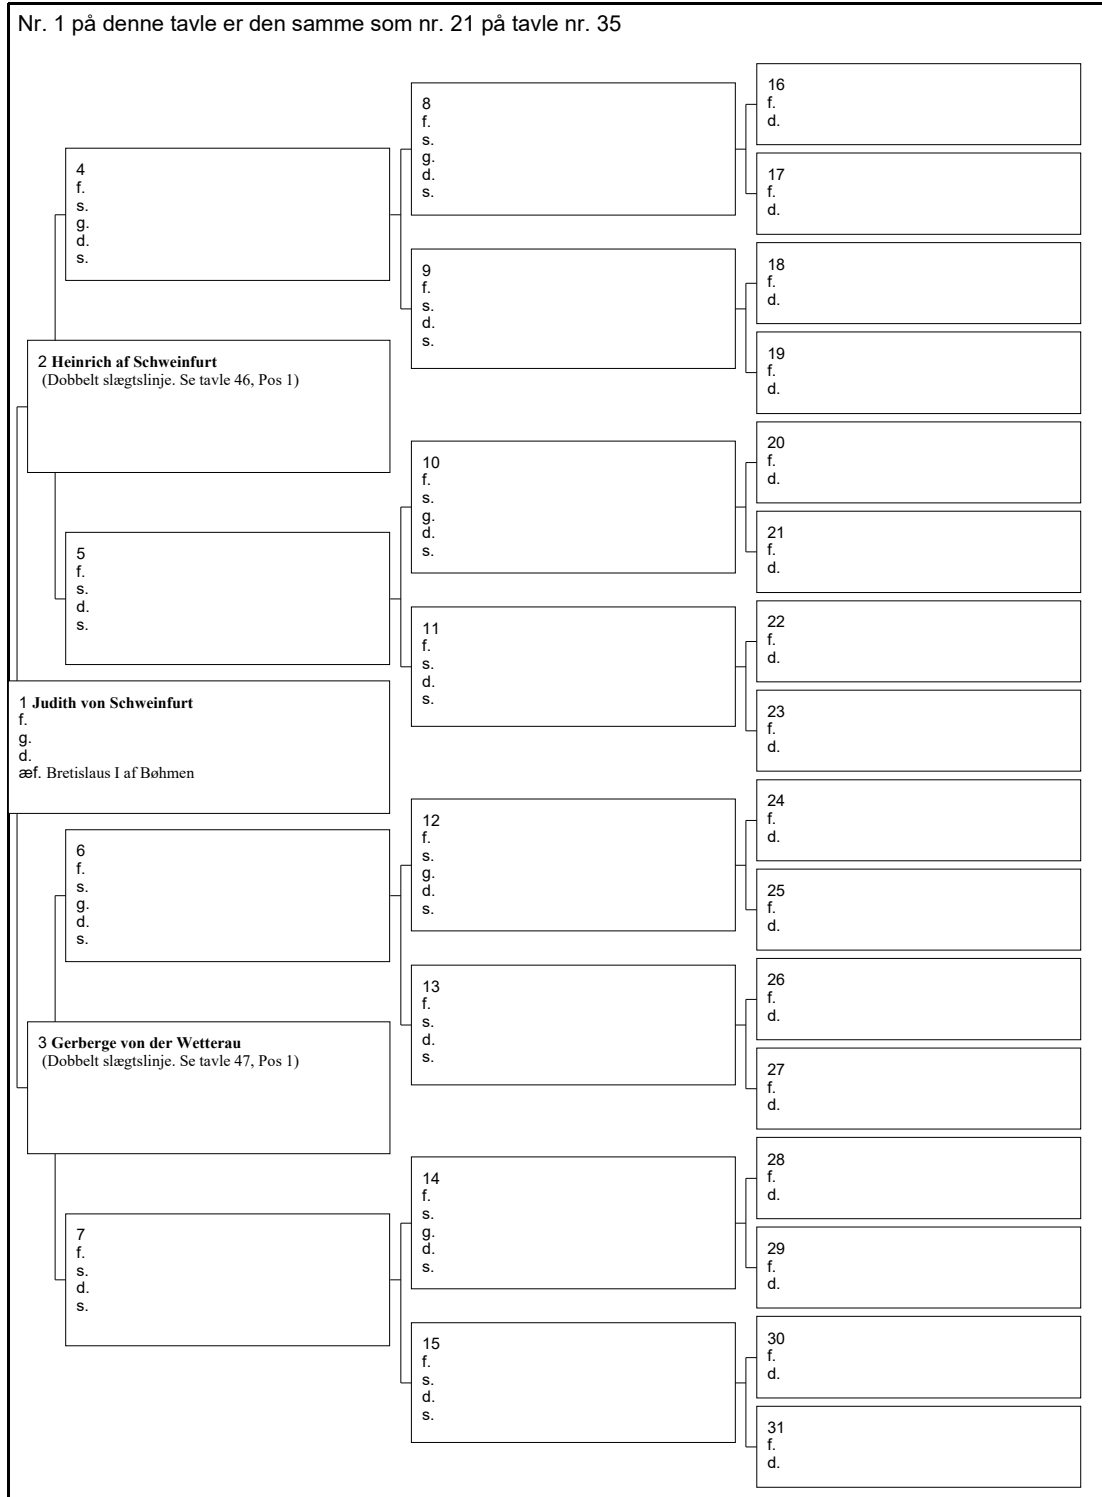 Nr. 1 på denne tavle er den samme som nr. 21 på tavle nr. 35
1 Judith von Schweinfurt
f.
g.
d.
æf. Bretislaus I af Bøhmen
2 Heinrich af Schweinfurt
(Dobbelt slægtslinje. Se tavle 46, Pos 1)
3 Gerberge von der Wetterau
(Dobbelt slægtslinje. Se tavle 47, Pos 1)
4
f.
s.
g.
d.
s.
5
f.
s.
d.
s.
6
f.
s.
g.
d.
s.
7
f.
s.
d.
s.
8
f.
s.
g.
d.
s.
9
f.
s.
d.
s.
10
f.
s.
g.
d.
s.
11
f.
s.
d.
s.
12
f.
s.
g.
d.
s.
13
f.
s.
d.
s.
14
f.
s.
g.
d.
s.
15
f.
s.
d.
s.
16
f.
d.
17
f.
d.
18
f.
d.
19
f.
d.
20
f.
d.
21
f.
d.
22
f.
d.
23
f.
d.
24
f.
d.
25
f.
d.
26
f.
d.
27
f.
d.
28
f.
d.
29
f.
d.
30
f.
d.
31
f.
d.